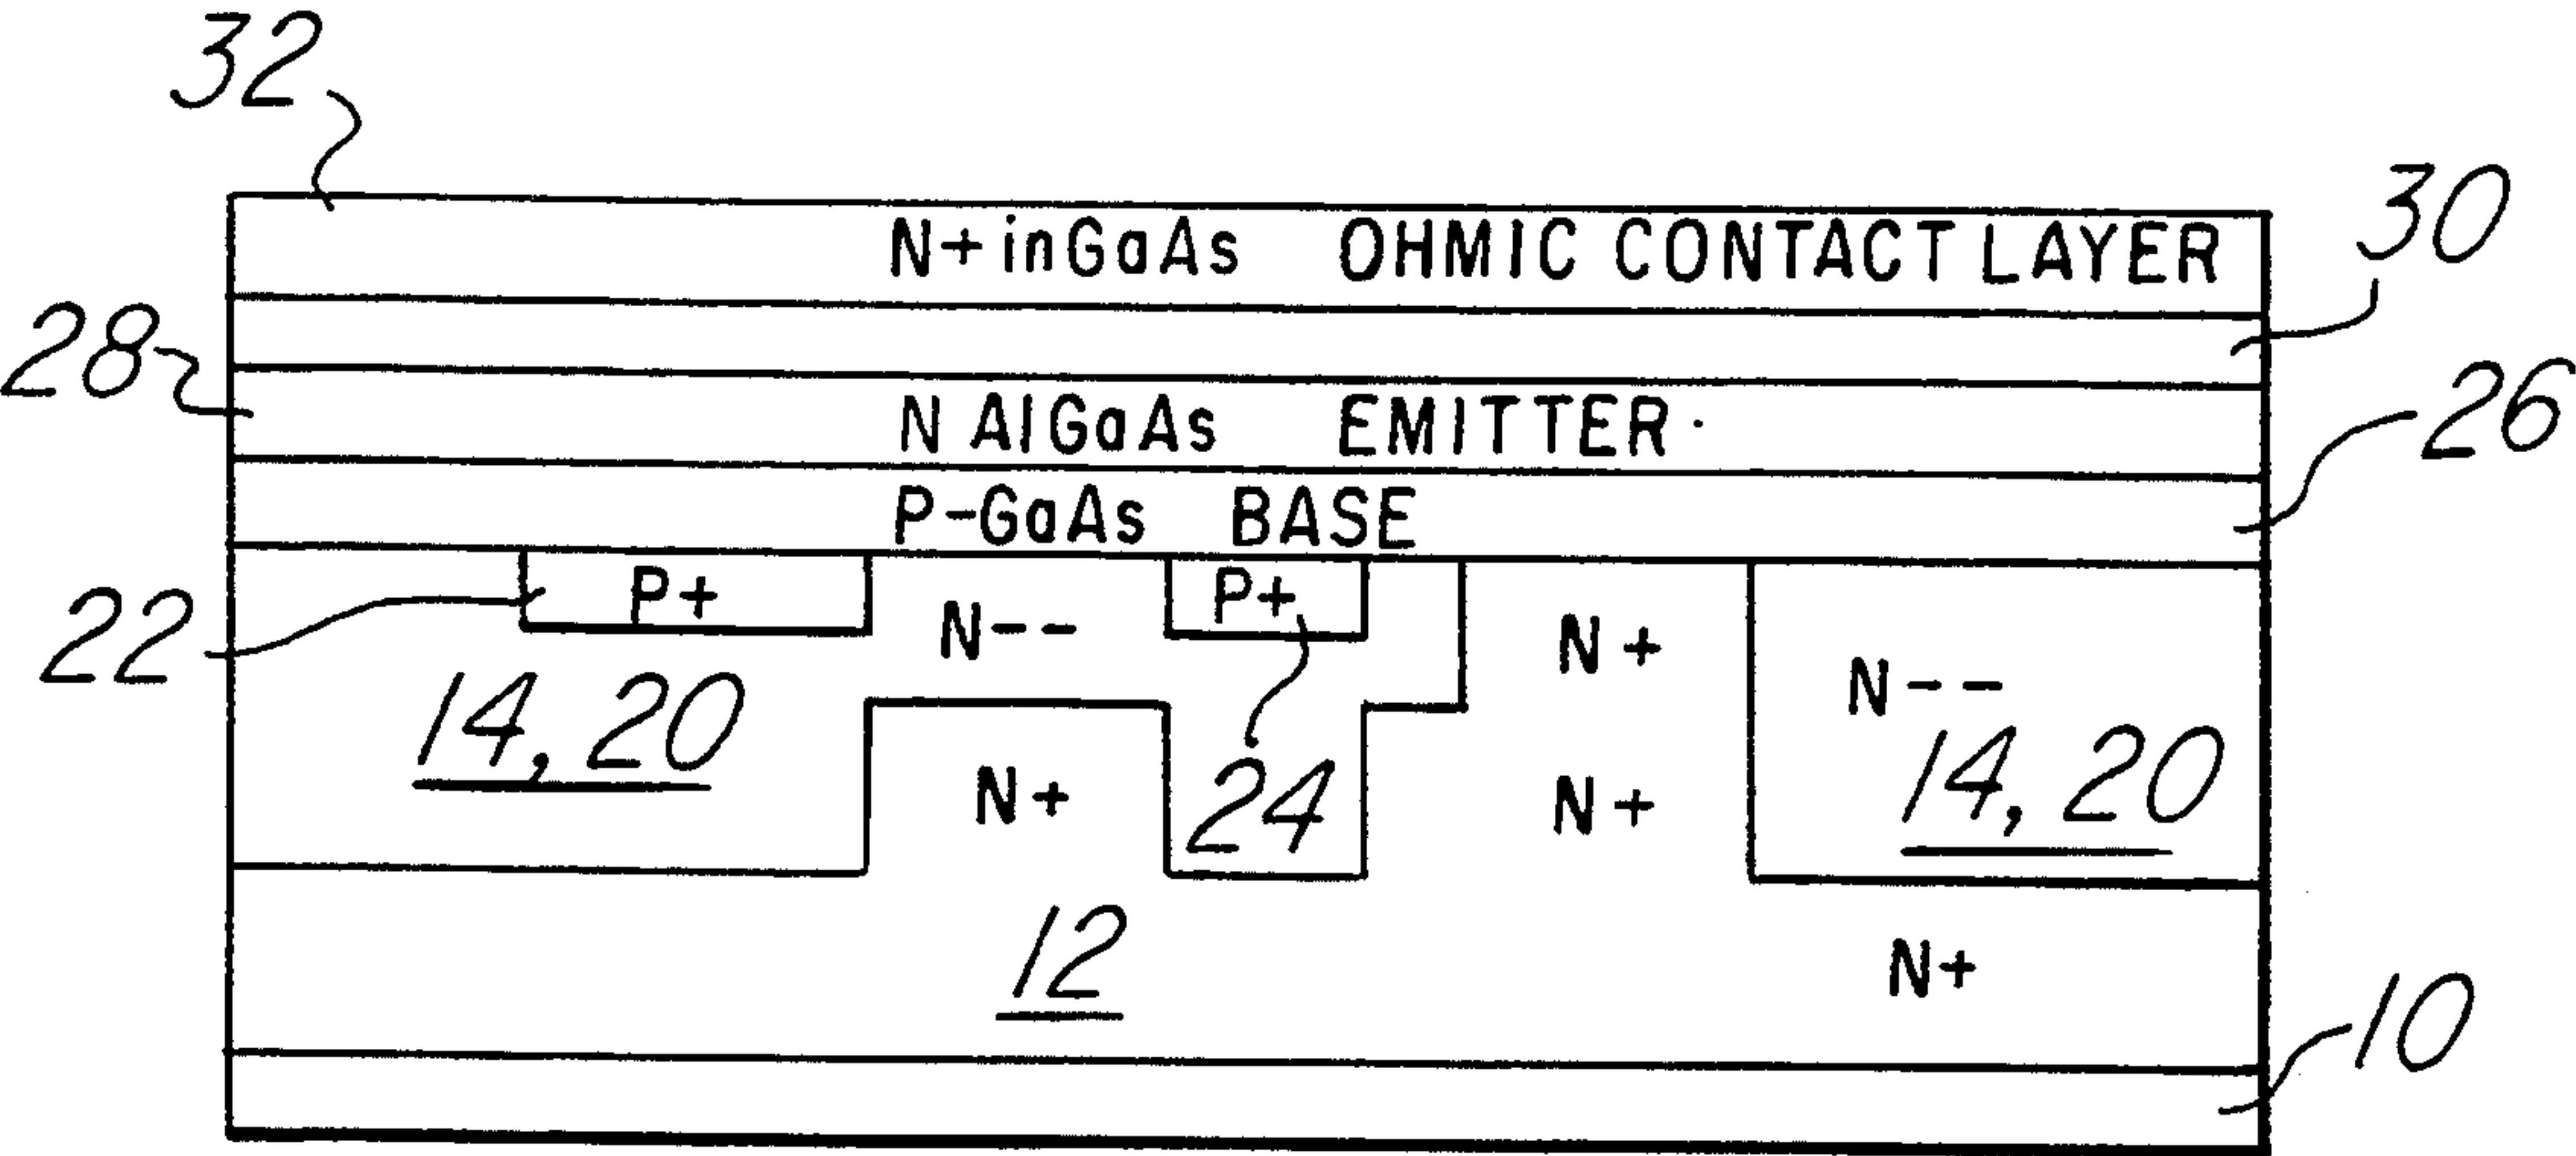 32
N+ inGaAs OHMIC CONTACT LAYER
30
28
N AlGaAs EMITTER
26
P-GaAs BASE
22
P+
N--
P+
N+
N--
14, 20
N+
24
N+
14, 20
12
N+
10